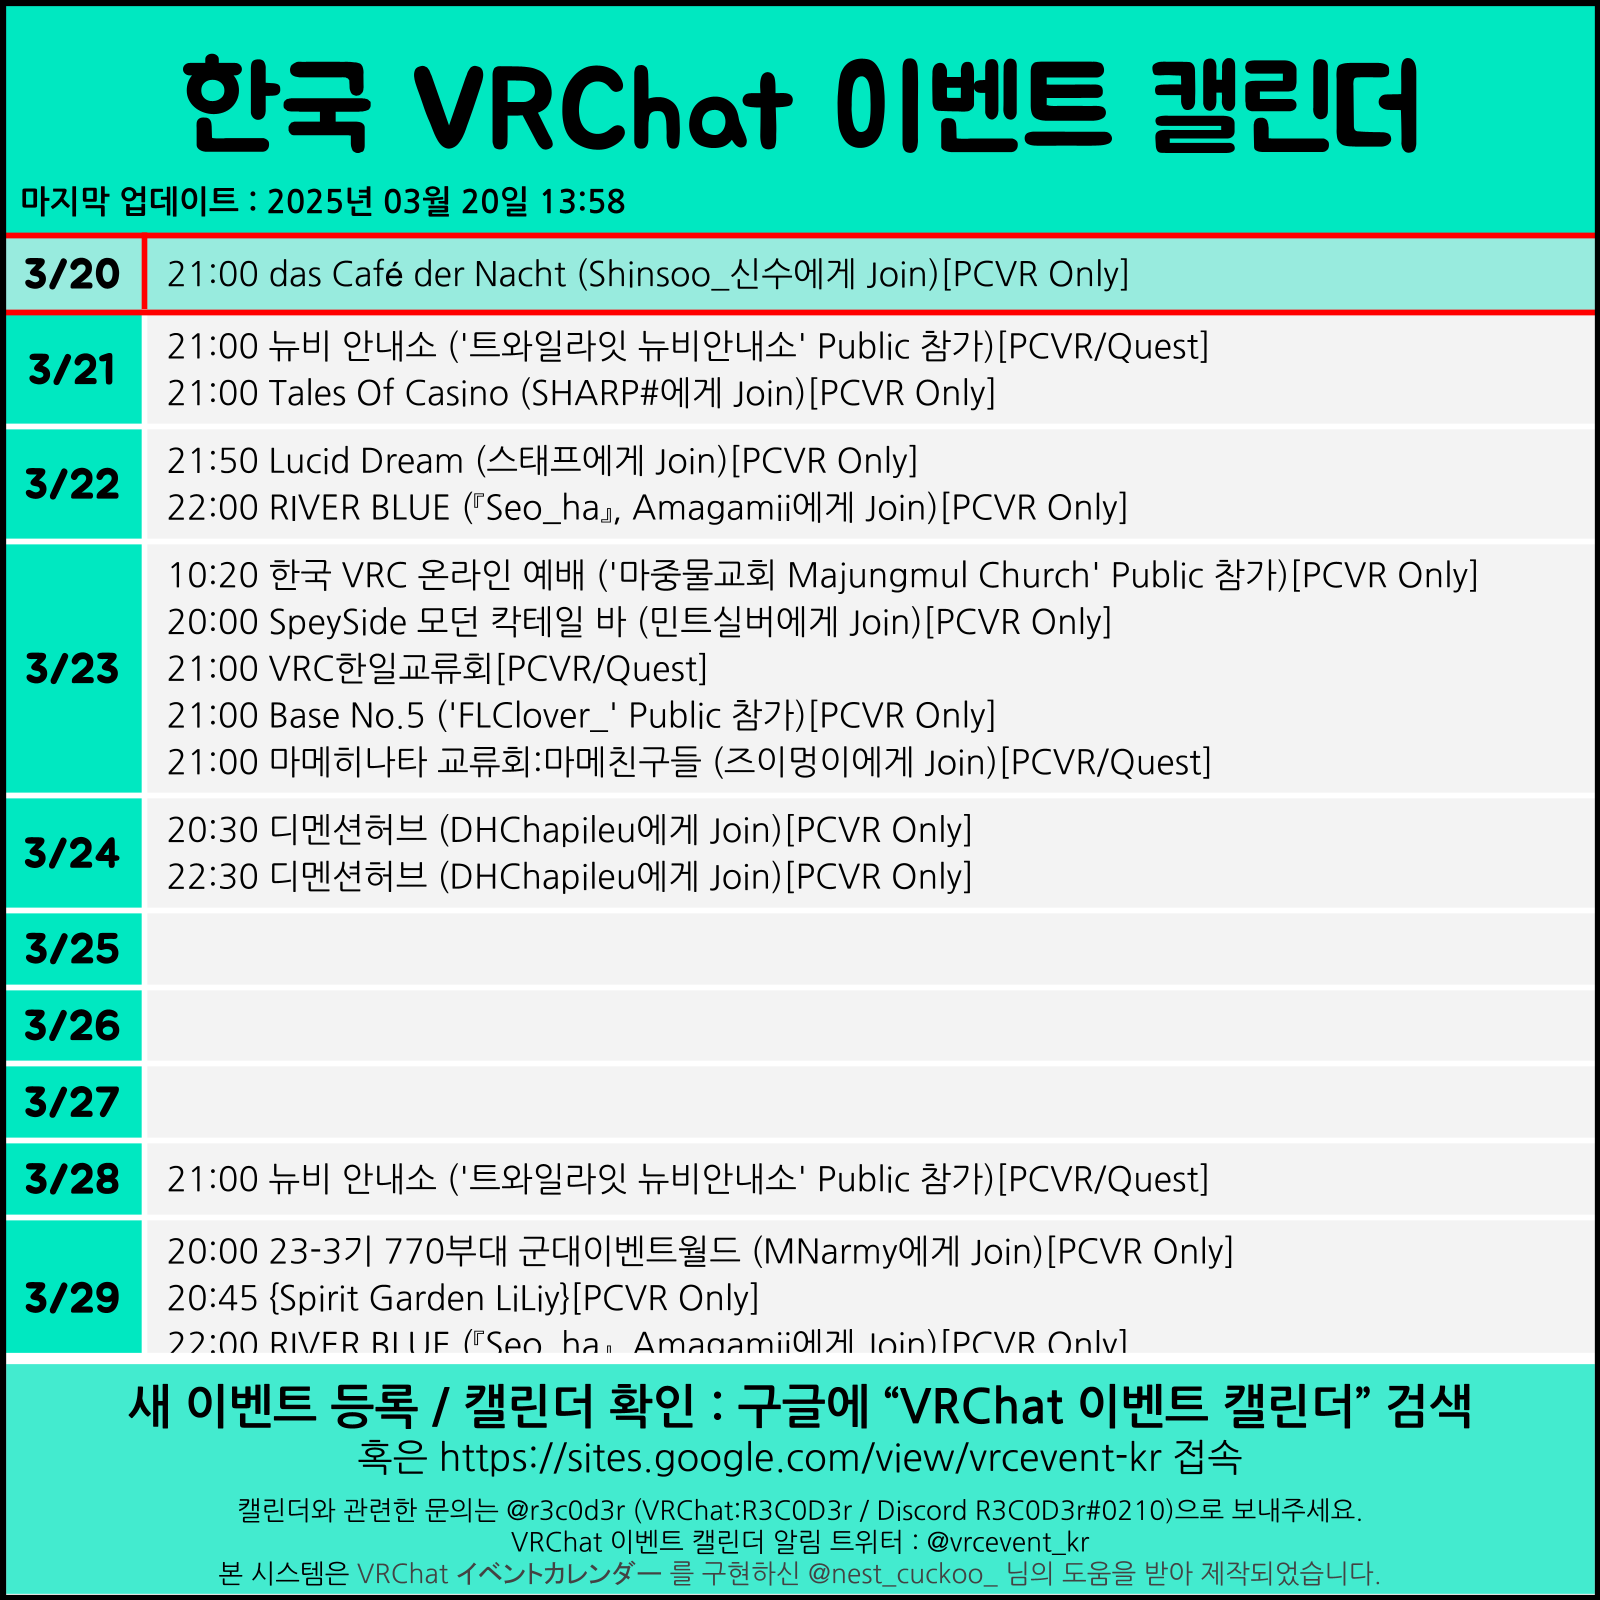 한국 VRChat 이벤트 캘린더
마지막 업데이트 : 2025년 03월 20일 13:58
3/20
21:00 das Café der Nacht (Shinsoo_신수에게 Join)[PCVR Only]
3/21
21:00 뉴비 안내소 ('트와일라잇 뉴비안내소' Public 참가)[PCVR/Quest]
21:00 Tales Of Casino (SHARP#에게 Join)[PCVR Only]
3/22
21:50 Lucid Dream (스태프에게 Join)[PCVR Only]
22:00 RIVER BLUE (『Seo_ha』, Amagamii에게 Join)[PCVR Only]
3/23
10:20 한국 VRC 온라인 예배 ('마중물교회 Majungmul Church' Public 참가)[PCVR Only]
20:00 SpeySide 모던 칵테일 바 (민트실버에게 Join)[PCVR Only]
21:00 VRC한일교류회[PCVR/Quest]
21:00 Base No.5 ('FLClover_' Public 참가)[PCVR Only]
21:00 마메히나타 교류회:마메친구들 (즈이멍이에게 Join)[PCVR/Quest]
3/24
20:30 디멘션허브 (DHChapileu에게 Join)[PCVR Only]
22:30 디멘션허브 (DHChapileu에게 Join)[PCVR Only]
3/25
3/26
3/27
3/28
21:00 뉴비 안내소 ('트와일라잇 뉴비안내소' Public 참가)[PCVR/Quest]
3/29
20:00 23-3기 770부대 군대이벤트월드 (MNarmy에게 Join)[PCVR Only]
20:45 {Spirit Garden LiLiy}[PCVR Only]
22:00 RIVER BLUE (『Seo_ha』, Amagamii에게 Join)[PCVR Only]
새 이벤트 등록 / 캘린더 확인 : 구글에 “VRChat 이벤트 캘린더” 검색
혹은 https://sites.google.com/view/vrcevent-kr 접속
캘린더와 관련한 문의는 @r3c0d3r (VRChat:R3C0D3r / Discord R3C0D3r#0210)으로 보내주세요.
VRChat 이벤트 캘린더 알림 트위터 : @vrcevent_kr
본 시스템은 VRChat イベントカレンダー 를 구현하신 @nest_cuckoo_ 님의 도움을 받아 제작되었습니다.